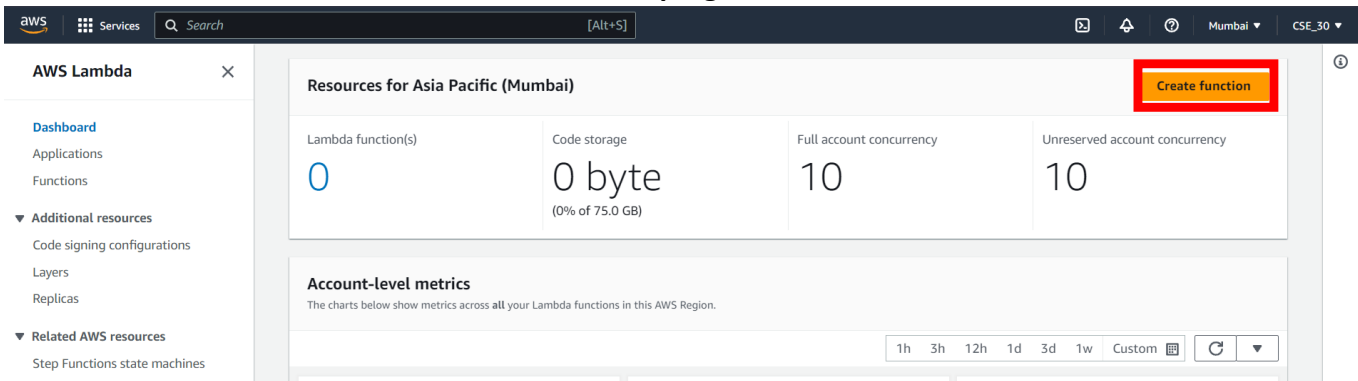 aws Services Search [Alt+S] Mumbai ▼ CSE_30 ▼
AWS Lambda
Dashboard
Applications
Functions
▼ Additional resources
Code signing configurations
Layers
Replicas
▼ Related AWS resources
Step Functions state machines
Resources for Asia Pacific (Mumbai) Create function
Lambda function(s) Code storage Full account concurrency Unreserved account concurrency
0 0 byte 10 10
(0% of 75.0 GB)
Account-level metrics
The charts below show metrics across all your Lambda functions in this AWS Region.
1h 3h 12h 1d 3d 1w Custom